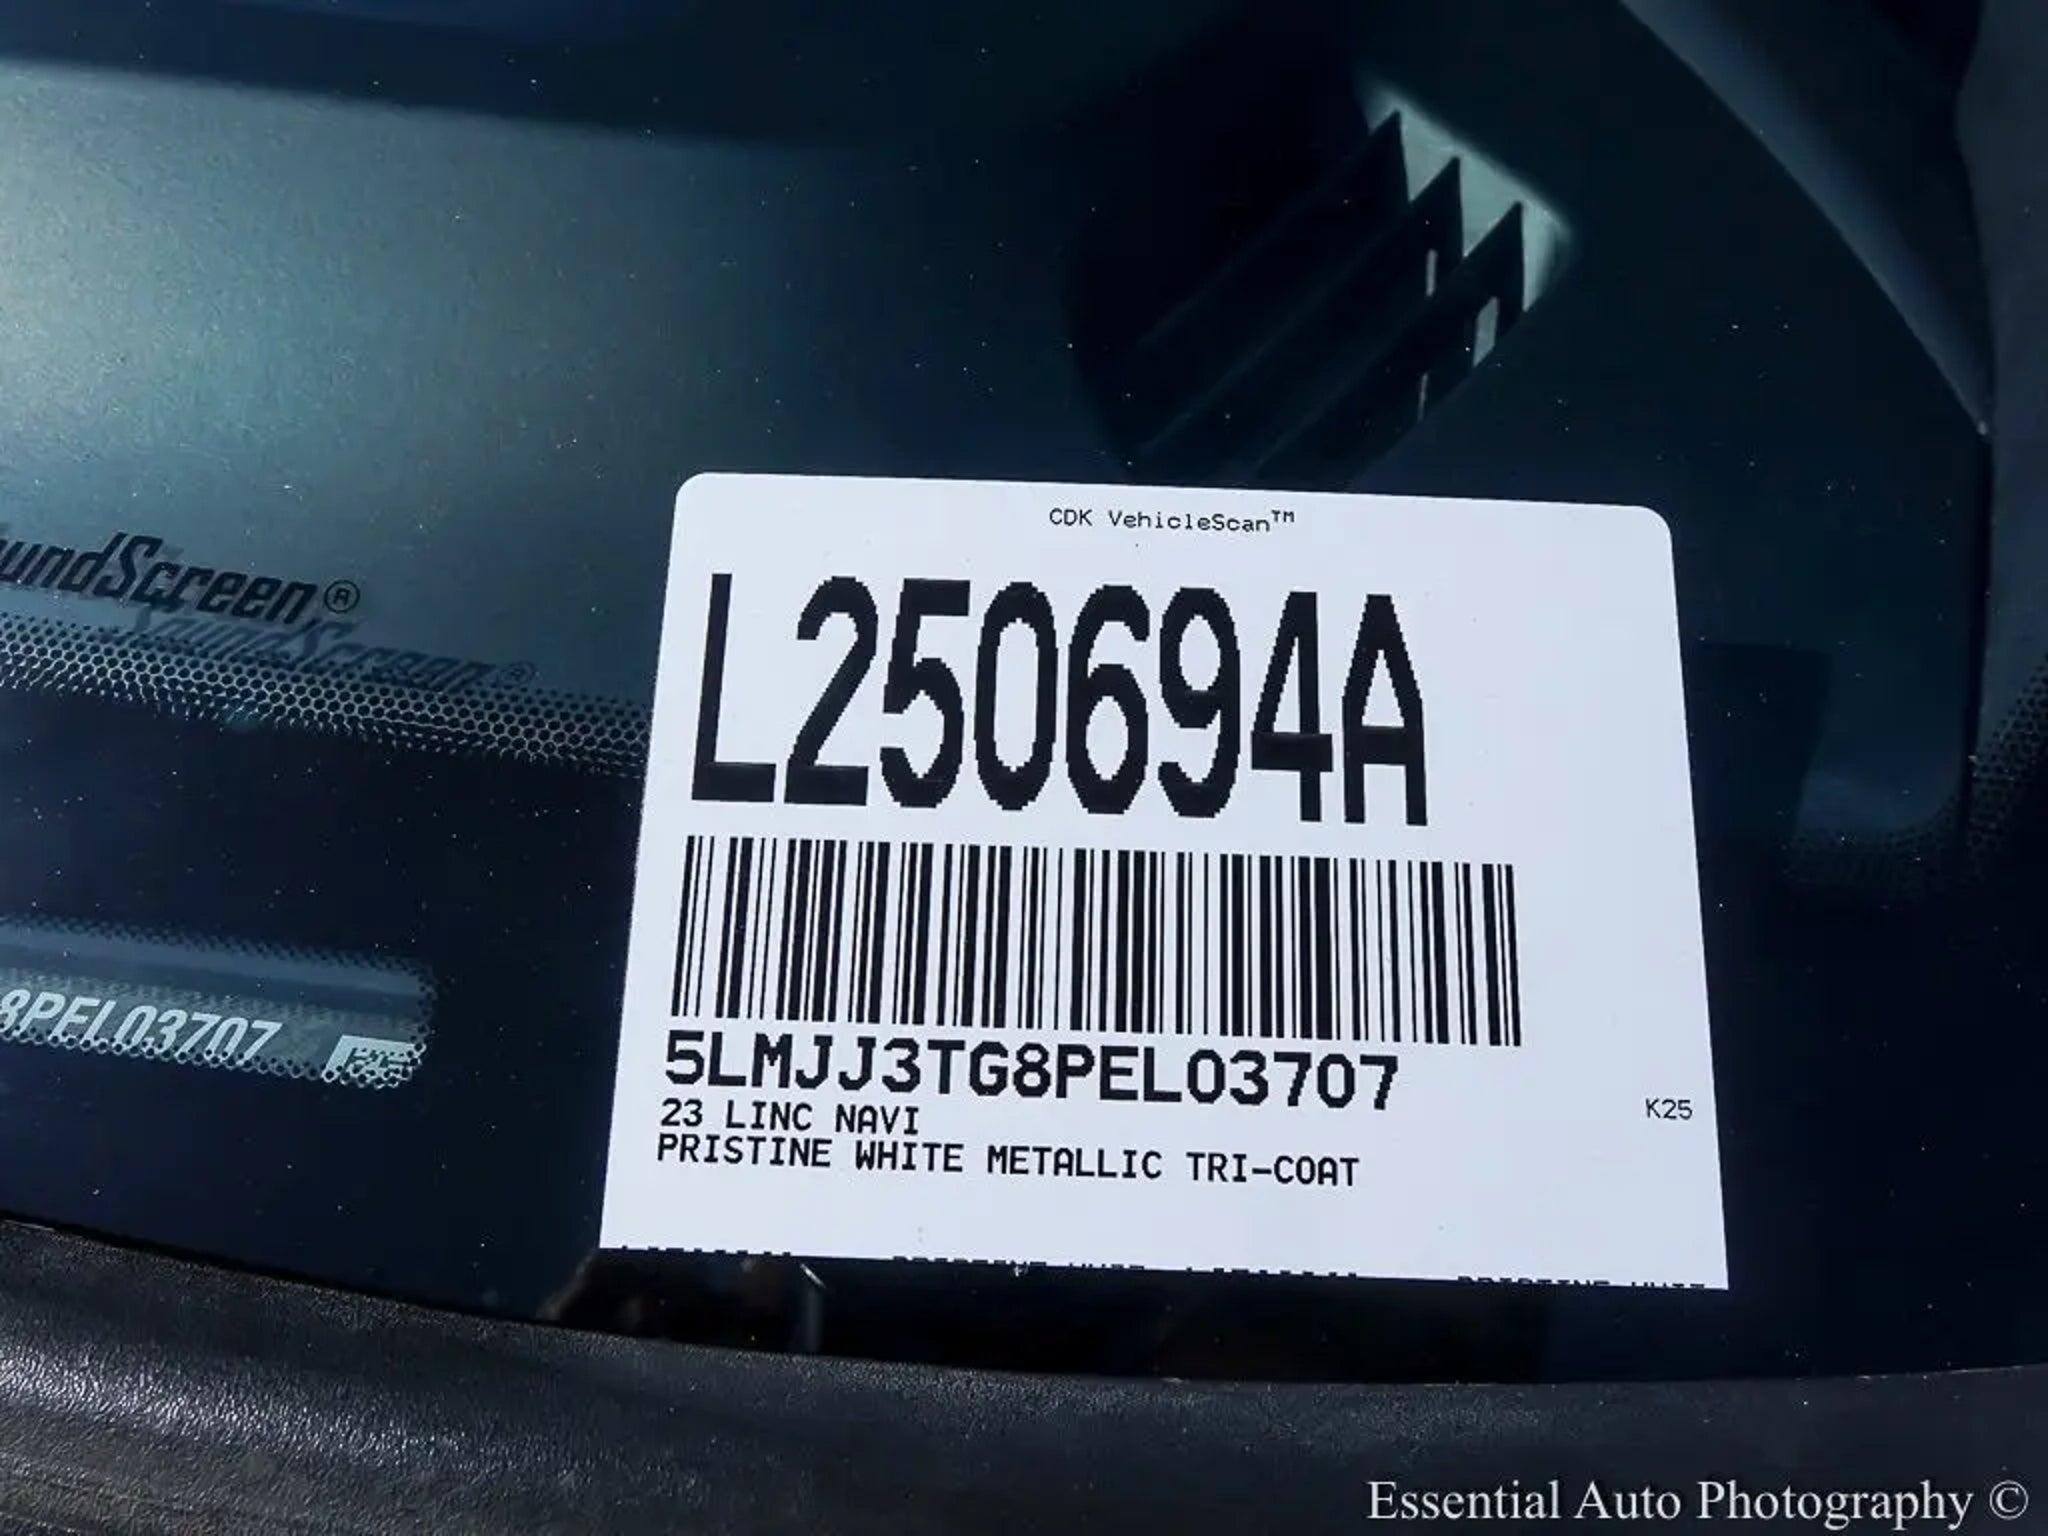 CDK VehicleScan™
L250694A
SoundScreen®
SoundScreen®
8PEL03707
5LMJJ3TG8PEL03707
23 LINC NAVI
K25
PRISTINE WHITE METALLIC TRI-COAT
Essential Auto Photography ©